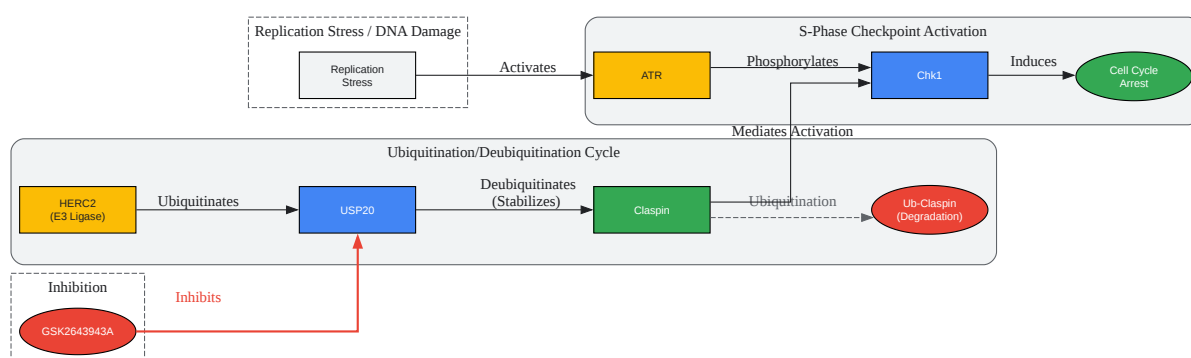 Replication Stress / DNA Damage
Replication
Stress
Activates
S-Phase Checkpoint Activation
ATR
Phosphorylates
Chk1
Induces
Cell Cycle
Arrest
Mediates Activation
Ubiquitination/Deubiquitination Cycle
HERC2
(E3 Ligase)
Ubiquitinates
USP20
Deubiquitinates
(Stabilizes)
Claspin
Ubiquitination
Ub-Claspin
(Degradation)
Inhibition
GSK2643943A
Inhibits